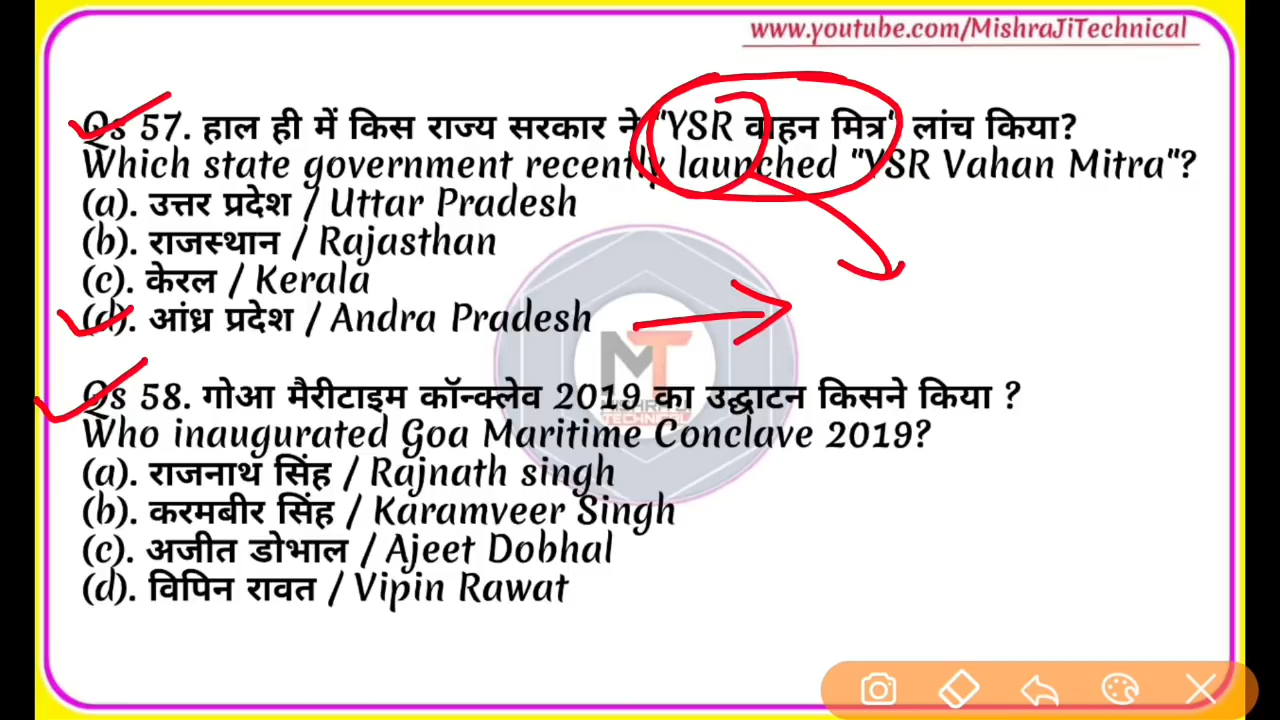 www.youtube.com/MishraJiTechnical
Qs 57. हाल ही में किस राज्य सरकार ने "YSR वाहन मित्र" लांच किया?
Which state government recently launched "YSR Vahan Mitra"?
(a). उत्तर प्रदेश / Uttar Pradesh
(b). राजस्थान / Rajasthan
(c). केरल / Kerala
(d). आंध्र प्रदेश / Andra Pradesh
Qs 58. गोआ मैरीटाइम कॉन्क्लेव 2019 का उद्घाटन किसने किया ?
Who inaugurated Goa Maritime Conclave 2019?
(a). राजनाथ सिंह / Rajnath singh
(b). करमबीर सिंह / Karamveer Singh
(c). अजीत डोभाल / Ajeet Dobhal
(d). विपिन रावत / Vipin Rawat
MT
TECHNICAL